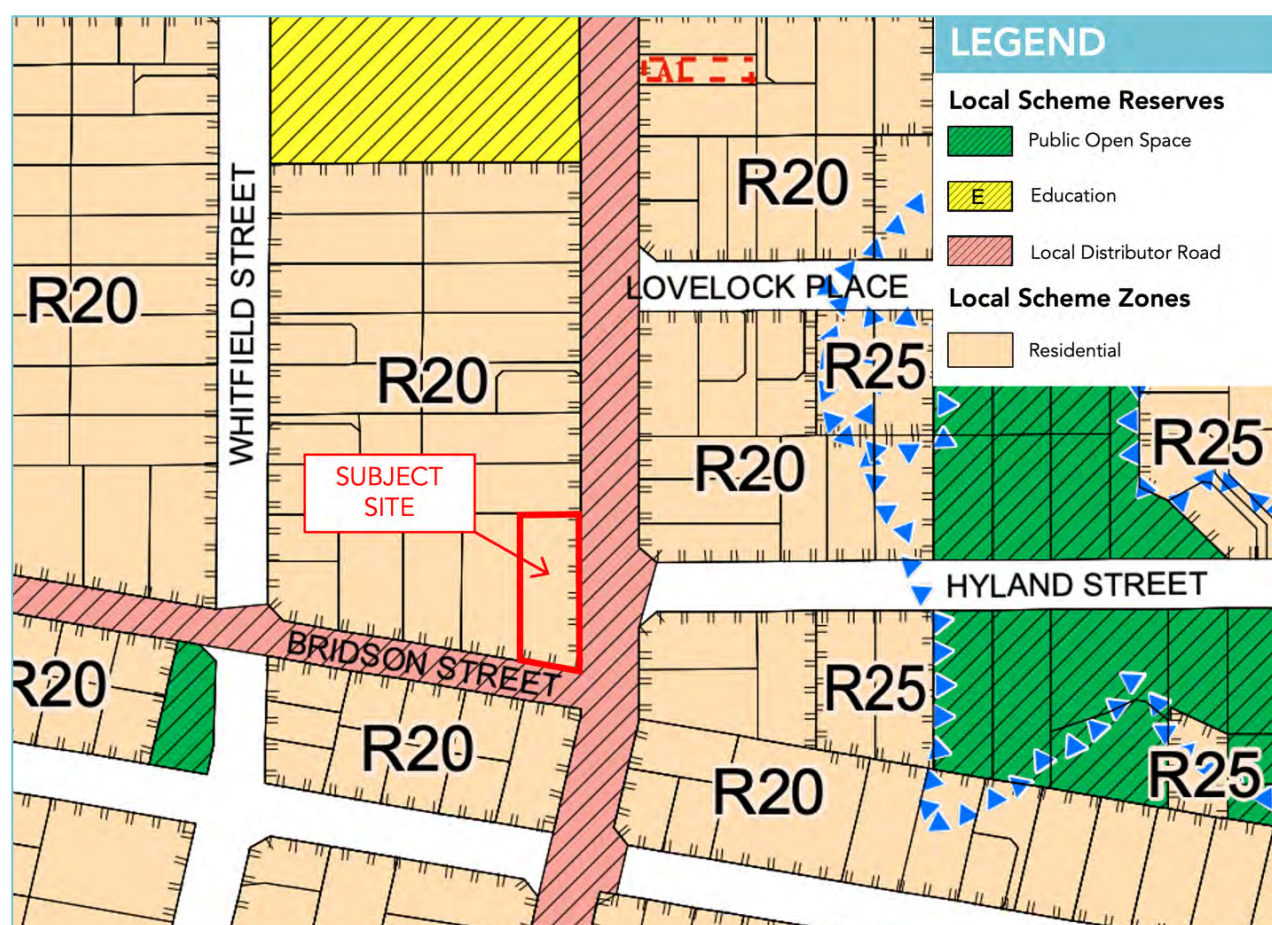 LEGEND
Local Scheme Reserves
Public Open Space
E
Education
Local Distributor Road
Local Scheme Zones
Residential
A1
R20
LOVELOCK PLACE
R20
WHITFIELD STREET
R20
R25
R25
R20
SUBJECT
SITE
HYLAND STREET
BRIDSON STREET
R20
R20
R25
R20
R25